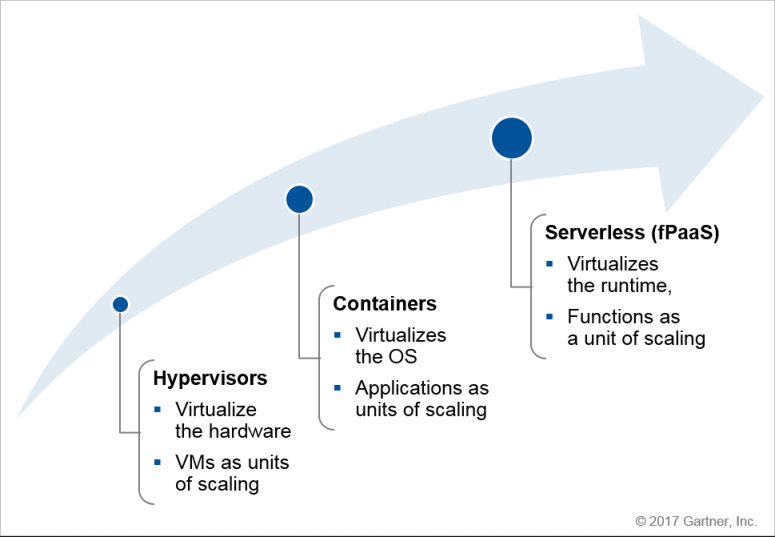 Serverless (fPaaS)
▪ Virtualizes
the runtime,
▪ Functions as
a unit of scaling
Containers
▪ Virtualizes
the OS
▪ Applications as
units of scaling
Hypervisors
▪ Virtualize
the hardware
▪ VMs as units
of scaling
© 2017 Gartner, Inc.